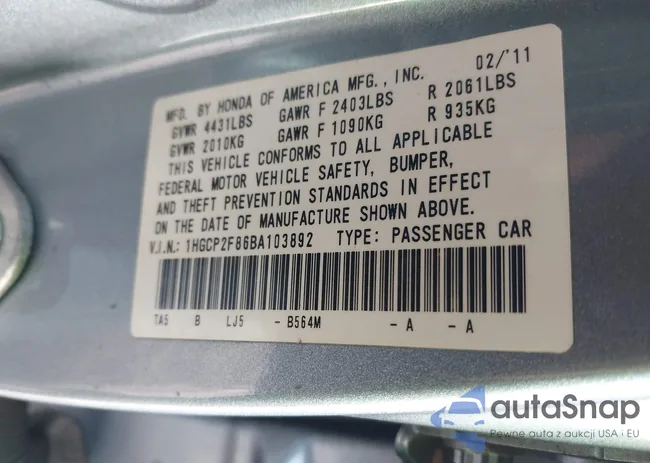 MFD. BY HONDA OF AMERICA MFG., INC. 02/'11
GVWR 4431LBS GAWR F 2403LBS R 2061LBS
GVWR 2010KG GAWR F 1090KG R 935KG
THIS VEHICLE CONFORMS TO ALL APPLICABLE
FEDERAL MOTOR VEHICLE SAFETY, BUMPER,
AND THEFT PREVENTION STANDARDS IN EFFECT
ON THE DATE OF MANUFACTURE SHOWN ABOVE.
V.I.N.: 1HGCP2F86BA103892 TYPE: PASSENGER CAR
TA5 B LJ5 - B564M - A - A
autaSnap
Pewne auta z aukcji USA i EU